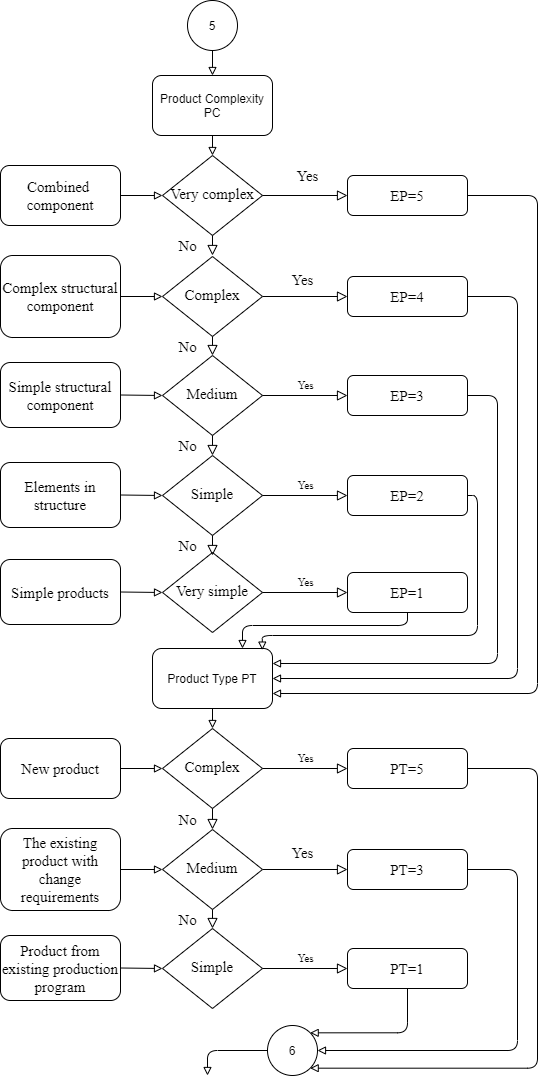 5
Product Complexity
PC
Combined
component
Very complex
Yes
EP=5
No
Complex structural
component
Complex
Yes
EP=4
No
Simple structural
component
Medium
Yes
EP=3
No
Elements in
structure
Simple
Yes
EP=2
No
Simple products
Very simple
Yes
EP=1
Product Type PT
New product
Complex
Yes
PT=5
No
The existing
product with
change
requirements
Medium
Yes
PT=3
No
Product from
existing production
program
Simple
Yes
PT=1
6